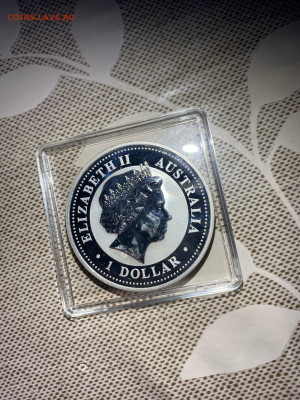 COINS.LAVE.RU
ELIZABETH II · AUSTRALIA
· 1 DOLLAR ·